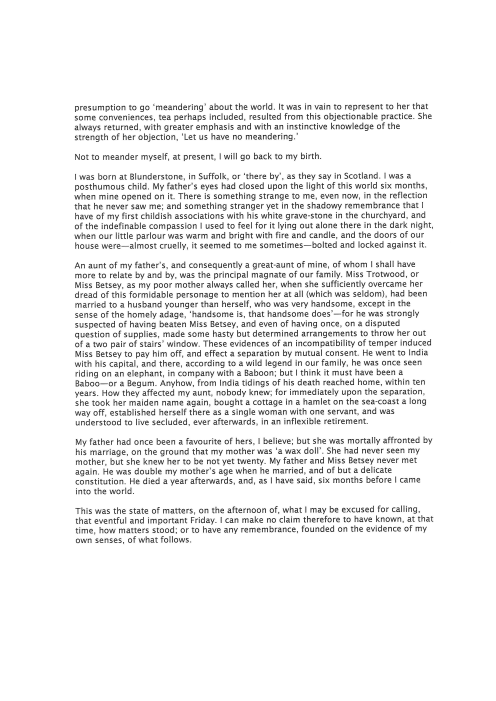 presumption to go ‘meandering’ about the world. It was in vain to represent to her that
some conveniences, tea perhaps included, resulted from this objectionable practice. She
always returned, with greater emphasis and with an instinctive knowledge of the
strength of her objection, ‘Let us have no meandering.’
Not to meander myself, at present, I will go back to my birth.
I was born at Blunderstone, in Suffolk, or ‘there by’, as they say in Scotland. I was a
posthumous child. My father’s eyes had closed upon the light of this world six months,
when mine opened on it. There is something strange to me, even now, in the reflection
that he never saw me; and something stranger yet in the shadowy remembrance that I
have of my first childish associations with his white grave-stone in the churchyard, and
of the indefinable compassion I used to feel for it lying out alone there in the dark night,
when our little parlour was warm and bright with fire and candle, and the doors of our
house were—almost cruelly, it seemed to me sometimes—bolted and locked against it.
An aunt of my father’s, and consequently a great-aunt of mine, of whom I shall have
more to relate by and by, was the principal magnate of our family. Miss Trotwood, or
Miss Betsey, as my poor mother always called her, when she sufficiently overcame her
dread of this formidable personage to mention her at all (which was seldom), had been
married to a husband younger than herself, who was very handsome, except in the
sense of the homely adage, ‘handsome is, that handsome does’—for he was strongly
suspected of having beaten Miss Betsey, and even of having once, on a disputed
question of supplies, made some hasty but determined arrangements to throw her out
of a two pair of stairs’ window. These evidences of an incompatibility of temper induced
Miss Betsey to pay him off, and effect a separation by mutual consent. He went to India
with his capital, and there, according to a wild legend in our family, he was once seen
riding on an elephant, in company with a Baboon; but I think it must have been a
Baboo—or a Begum. Anyhow, from India tidings of his death reached home, within ten
years. How they affected my aunt, nobody knew; for immediately upon the separation,
she took her maiden name again, bought a cottage in a hamlet on the sea-coast a long
way off, established herself there as a single woman with one servant, and was
understood to live secluded, ever afterwards, in an inflexible retirement.
My father had once been a favourite of hers, I believe; but she was mortally affronted by
his marriage, on the ground that my mother was ‘a wax doll’. She had never seen my
mother, but she knew her to be not yet twenty. My father and Miss Betsey never met
again. He was double my mother’s age when he married, and of but a delicate
constitution. He died a year afterwards, and, as I have said, six months before I came
into the world.
This was the state of matters, on the afternoon of, what I may be excused for calling,
that eventful and important Friday. I can make no claim therefore to have known, at that
time, how matters stood; or to have any remembrance, founded on the evidence of my
own senses, of what follows.